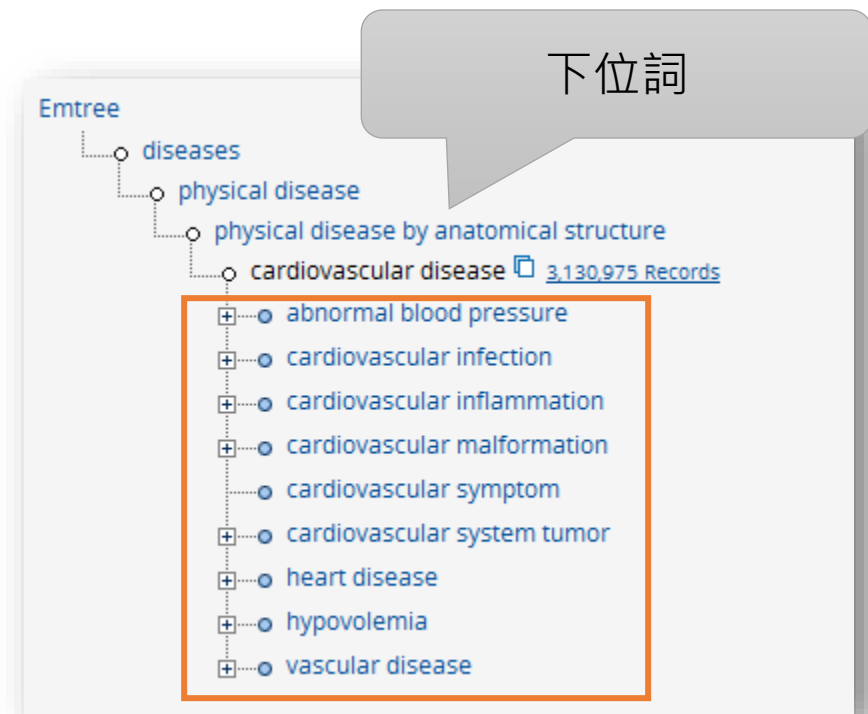 下位詞
Emtree
diseases
physical disease
physical disease by anatomical structure
cardiovascular disease 3,130,975 Records
abnormal blood pressure
cardiovascular infection
cardiovascular inflammation
cardiovascular malformation
cardiovascular symptom
cardiovascular system tumor
heart disease
hypovolemia
vascular disease